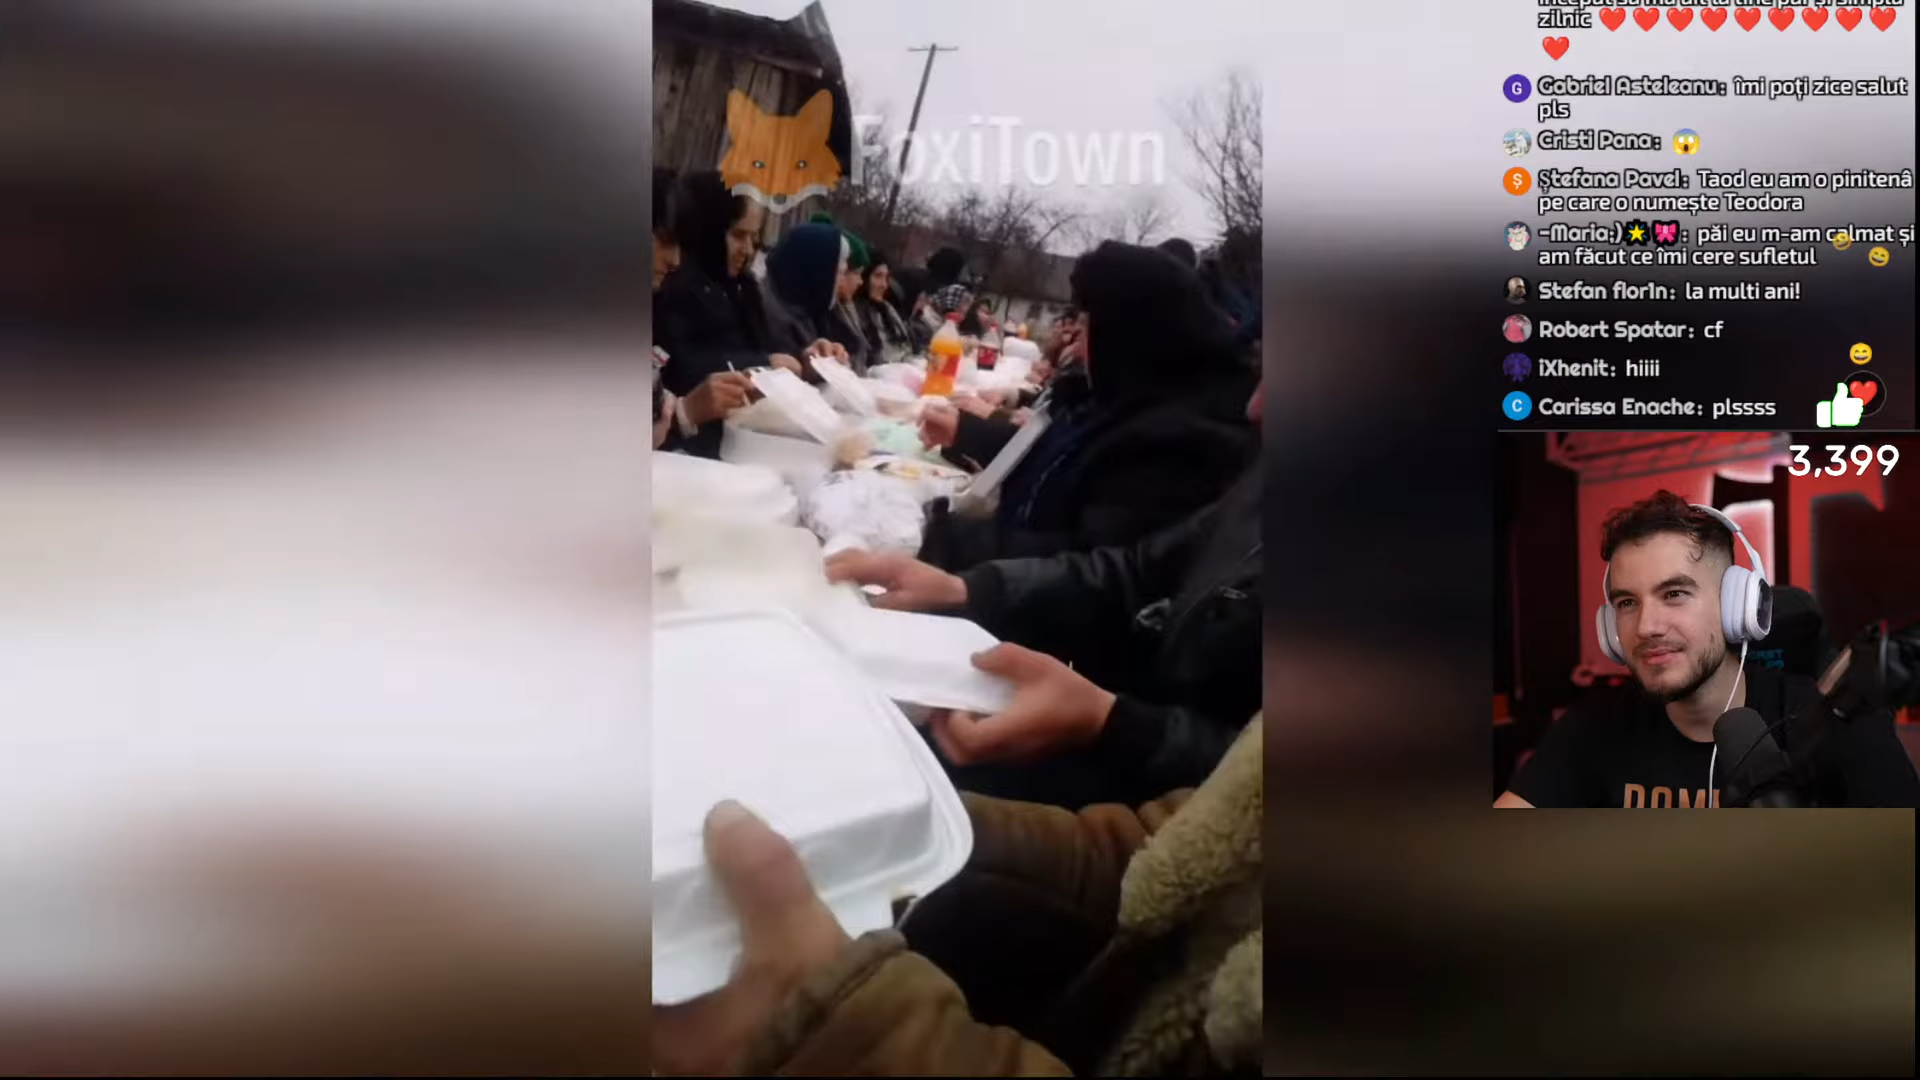 FoxiTown
zilnic
Gabriel Asteleanu: îmi poți zice salut
pls
Cristi Pana:
Ștefana Pavel: Taod eu am o pinitenâ
pe care o numește Teodora
-Maria;) : păi eu m-am calmat și
am făcut ce îmi cere sufletul
Stefan flor1n: la multi ani!
Robert Spatar: cf
iXhenit: hiiii
Carissa Enache: plssss
3,399